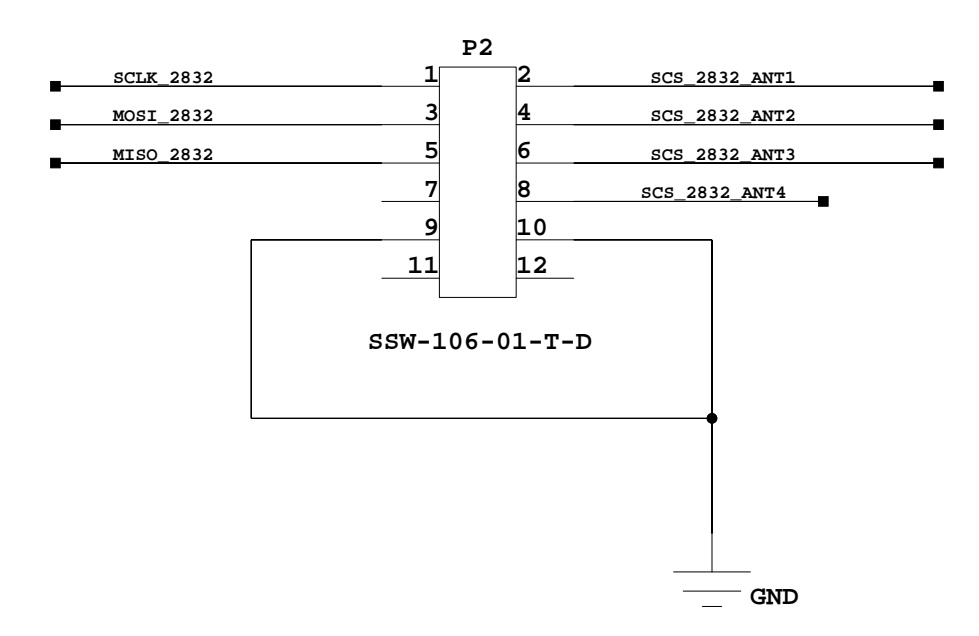 P2
SCLK_2832 1 2 SCS_2832_ANT1
MOSI_2832 3 4 SCS_2832_ANT2
MISO_2832 5 6 SCS_2832_ANT3
7 8 SCS_2832_ANT4
9 10
11 12
SSW-106-01-T-D
GND